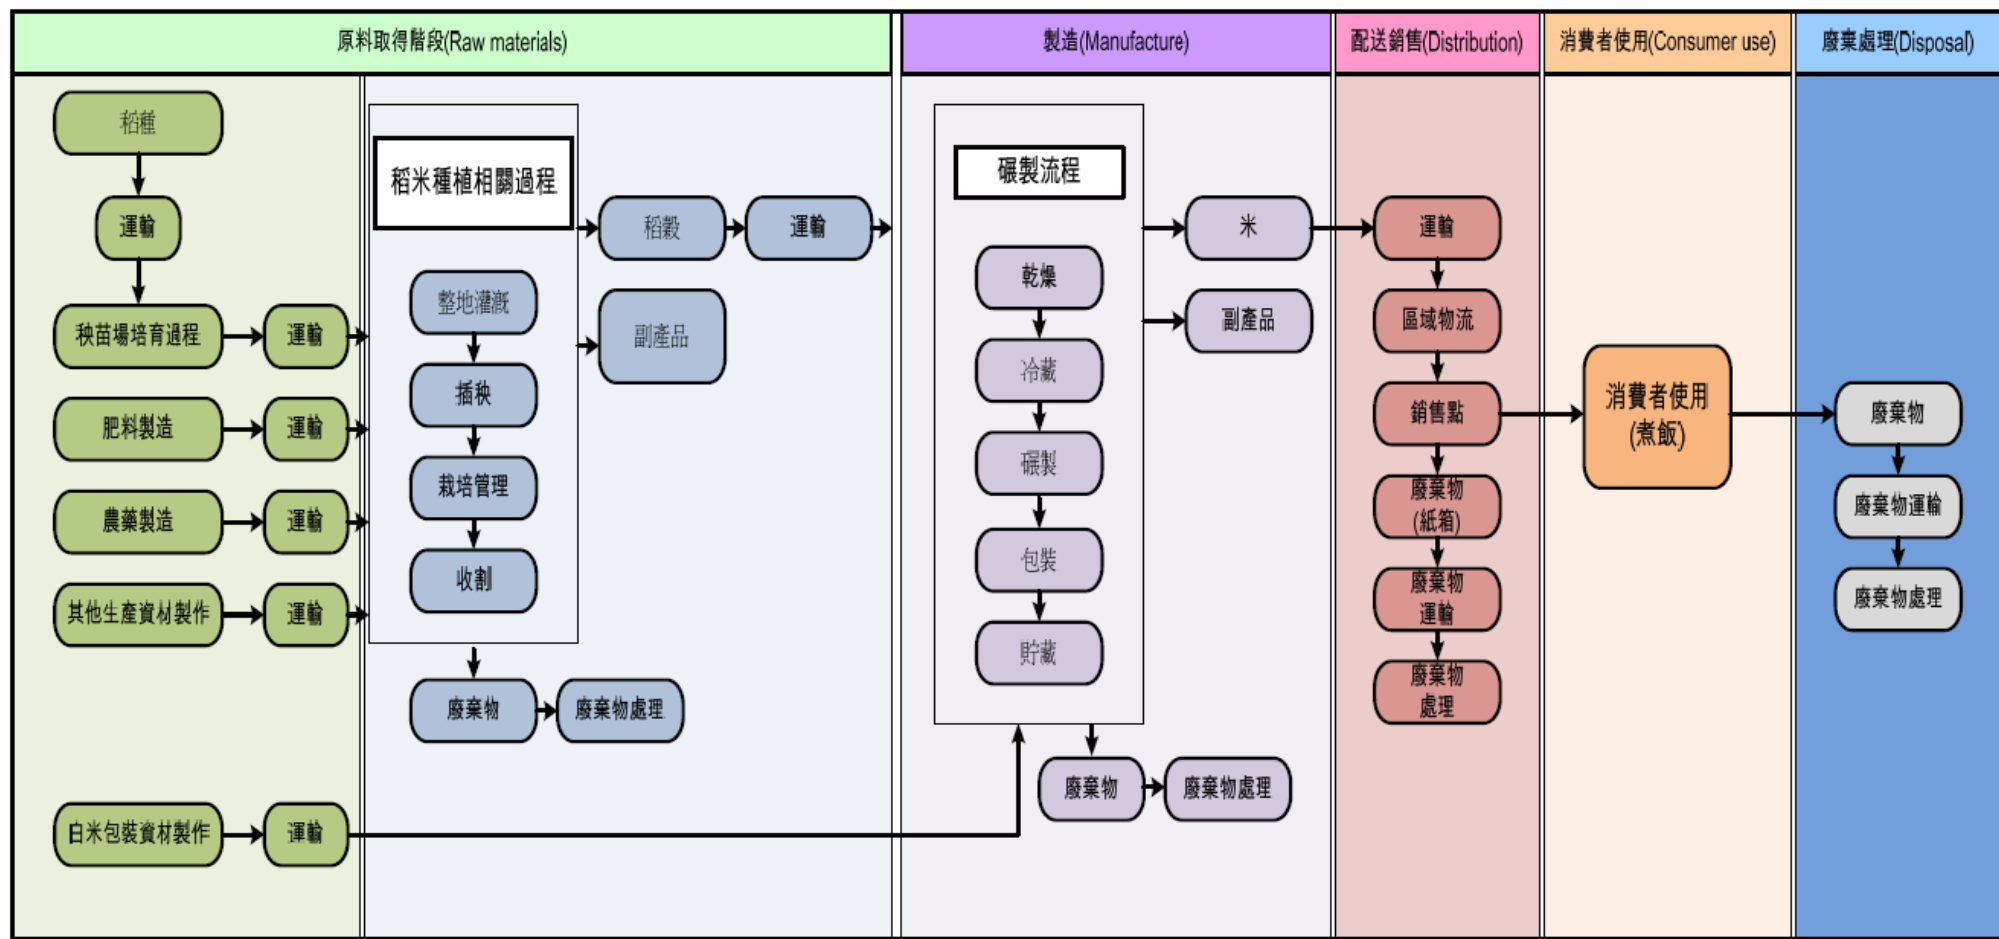 原料取得階段(Raw materials)
製造(Manufacture)
配送銷售(Distribution)
消費者使用(Consumer use)
廢棄處理(Disposal)
稻種
運輸
秧苗場培育過程
運輸
肥料製造
運輸
農藥製造
運輸
其他生產資材製作
運輸
白米包裝資材製作
運輸
稻米種植相關過程
整地灌溉
插秧
栽培管理
收割
廢棄物
廢棄物處理
稻穀
運輸
副產品
碾製流程
乾燥
冷藏
碾製
包裝
貯藏
米
副產品
廢棄物
廢棄物處理
運輸
區域物流
銷售點
廢棄物
(紙箱)
廢棄物
運輸
廢棄物
處理
消費者使用
(煮飯)
廢棄物
廢棄物運輸
廢棄物處理